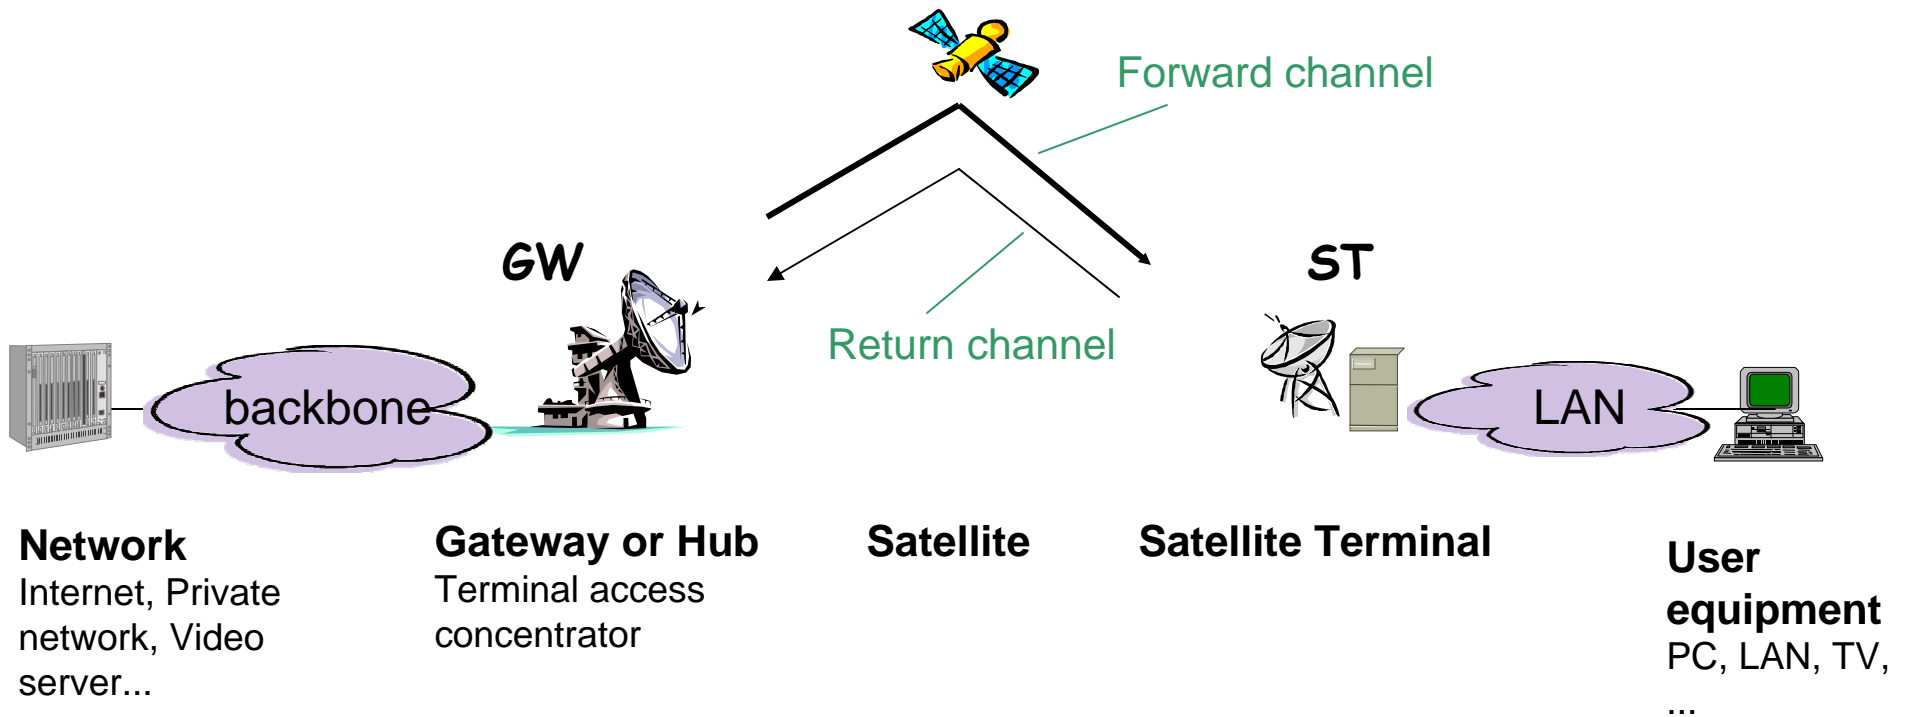 Forward channel
GW
ST
Return channel
backbone
LAN
Network
Internet, Private
network, Video
server...
Gateway or Hub
Terminal access
concentrator
Satellite
Satellite Terminal
User
equipment
PC, LAN, TV,
...